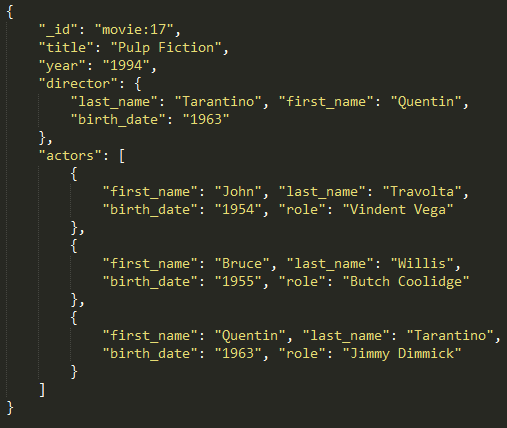 {
    "_id": "movie:17",
    "title": "Pulp Fiction",
    "year": "1994",
    "director": {
        "last_name": "Tarantino", "first_name": "Quentin",
        "birth_date": "1963"
    },
    "actors": [
        {
            "first_name": "John", "last_name": "Travolta",
            "birth_date": "1954", "role": "Vindent Vega"
        },
        {
            "first_name": "Bruce", "last_name": "Willis",
            "birth_date": "1955", "role": "Butch Coolidge"
        },
        {
            "first_name": "Quentin", "last_name": "Tarantino",
            "birth_date": "1963", "role": "Jimmy Dimmick"
        }
    ]
}